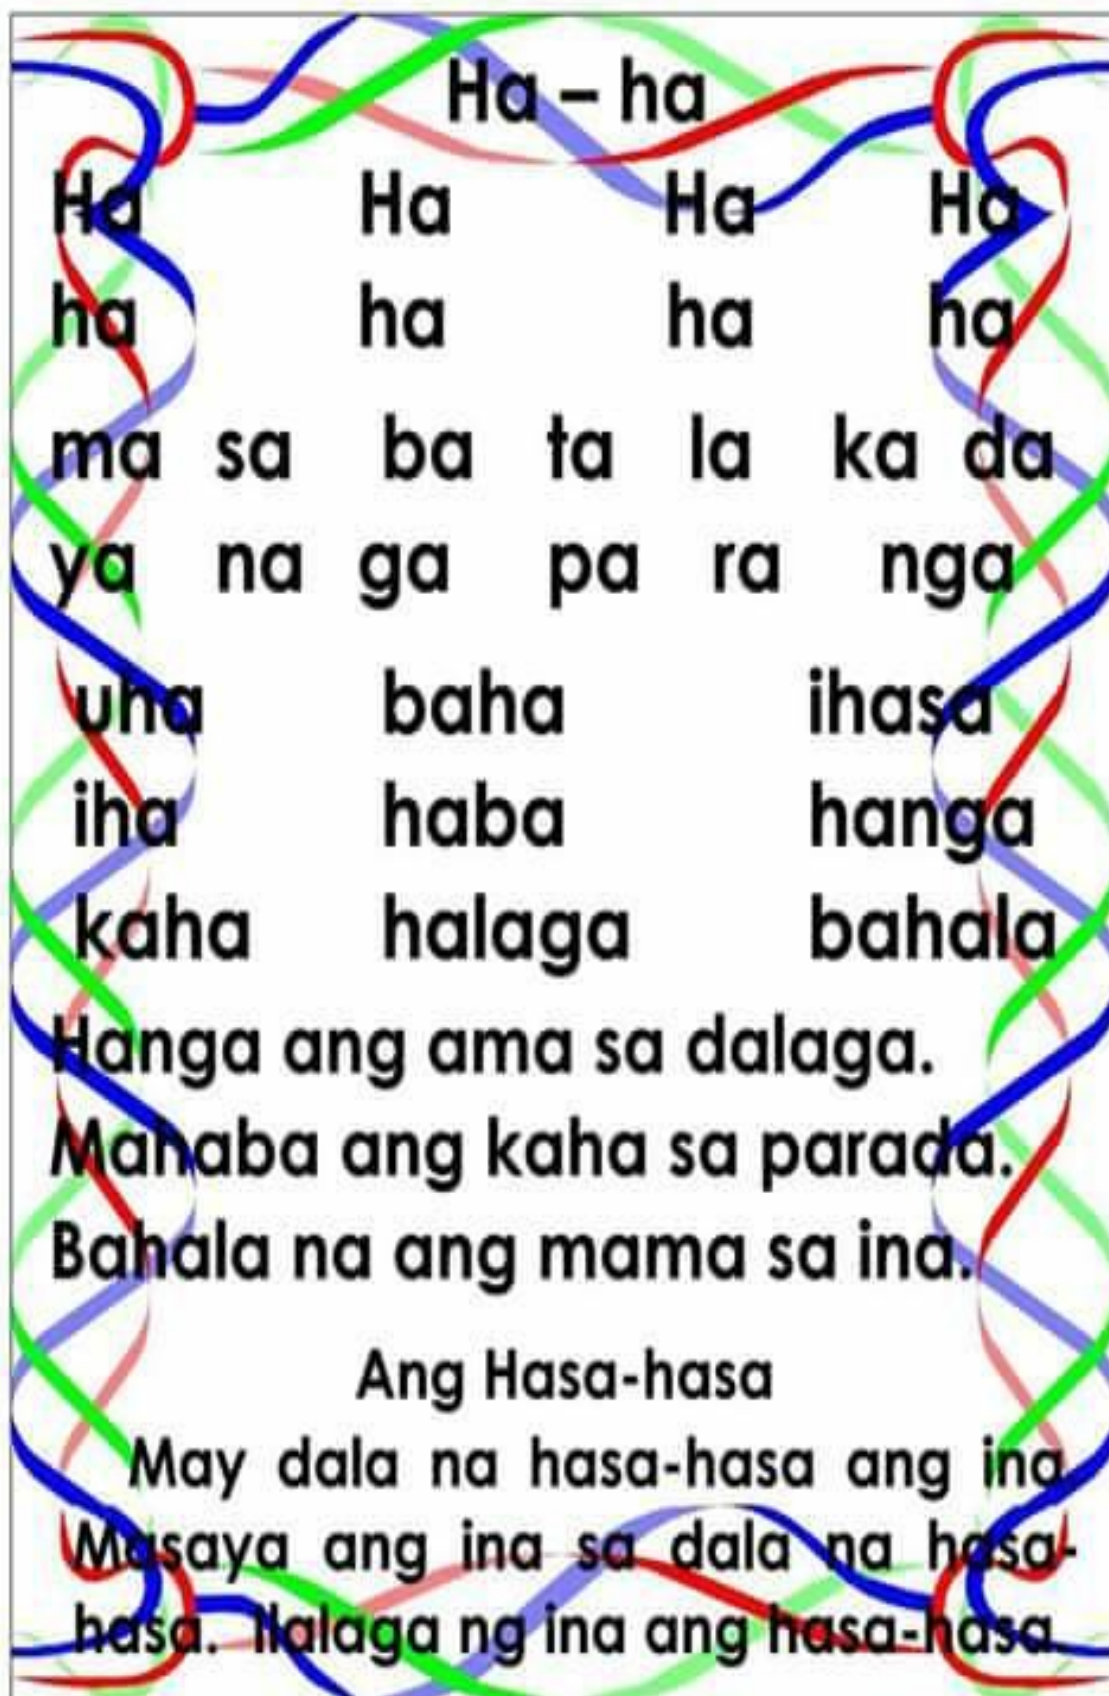 Ha – ha
Ha Ha Ha Ha
ha ha ha ha
ma sa ba ta la ka da
ya na ga pa ra nga
uha baha ihasa
iha haba hanga
kaha halaga bahala
Hanga ang ama sa dalaga.
Mahaba ang kaha sa parada.
Bahala na ang mama sa ina.
Ang Hasa-hasa
May dala na hasa-hasa ang ina.
Masaya ang ina sa dala na hasa-
hasa. Ilalaga ng ina ang hasa-hasa.